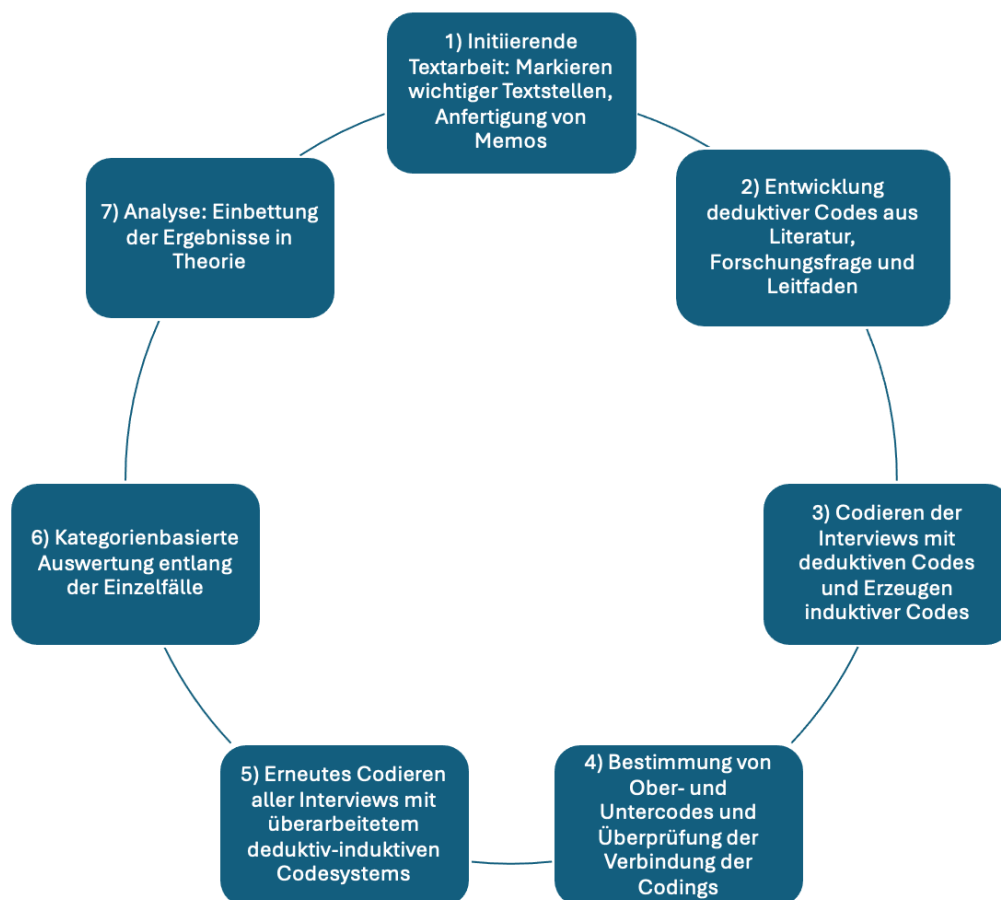 1) Initiierende
Textarbeit: Markieren
wichtiger Textstellen,
Anfertigung von
Memos
2) Entwicklung
deduktiver Codes aus
Literatur,
Forschungsfrage und
Leitfaden
3) Codieren der
Interviews mit
deduktiven Codes
und Erzeugen
induktiver Codes
4) Bestimmung von
Ober- und
Untercodes und
Überprüfung der
Verbindung der
Codings
5) Erneutes Codieren
aller Interviews mit
überarbeitetem
deduktiv-induktiven
Codesystems
6) Kategorienbasierte
Auswertung entlang
der Einzelfälle
7) Analyse: Einbettung
der Ergebnisse in
Theorie